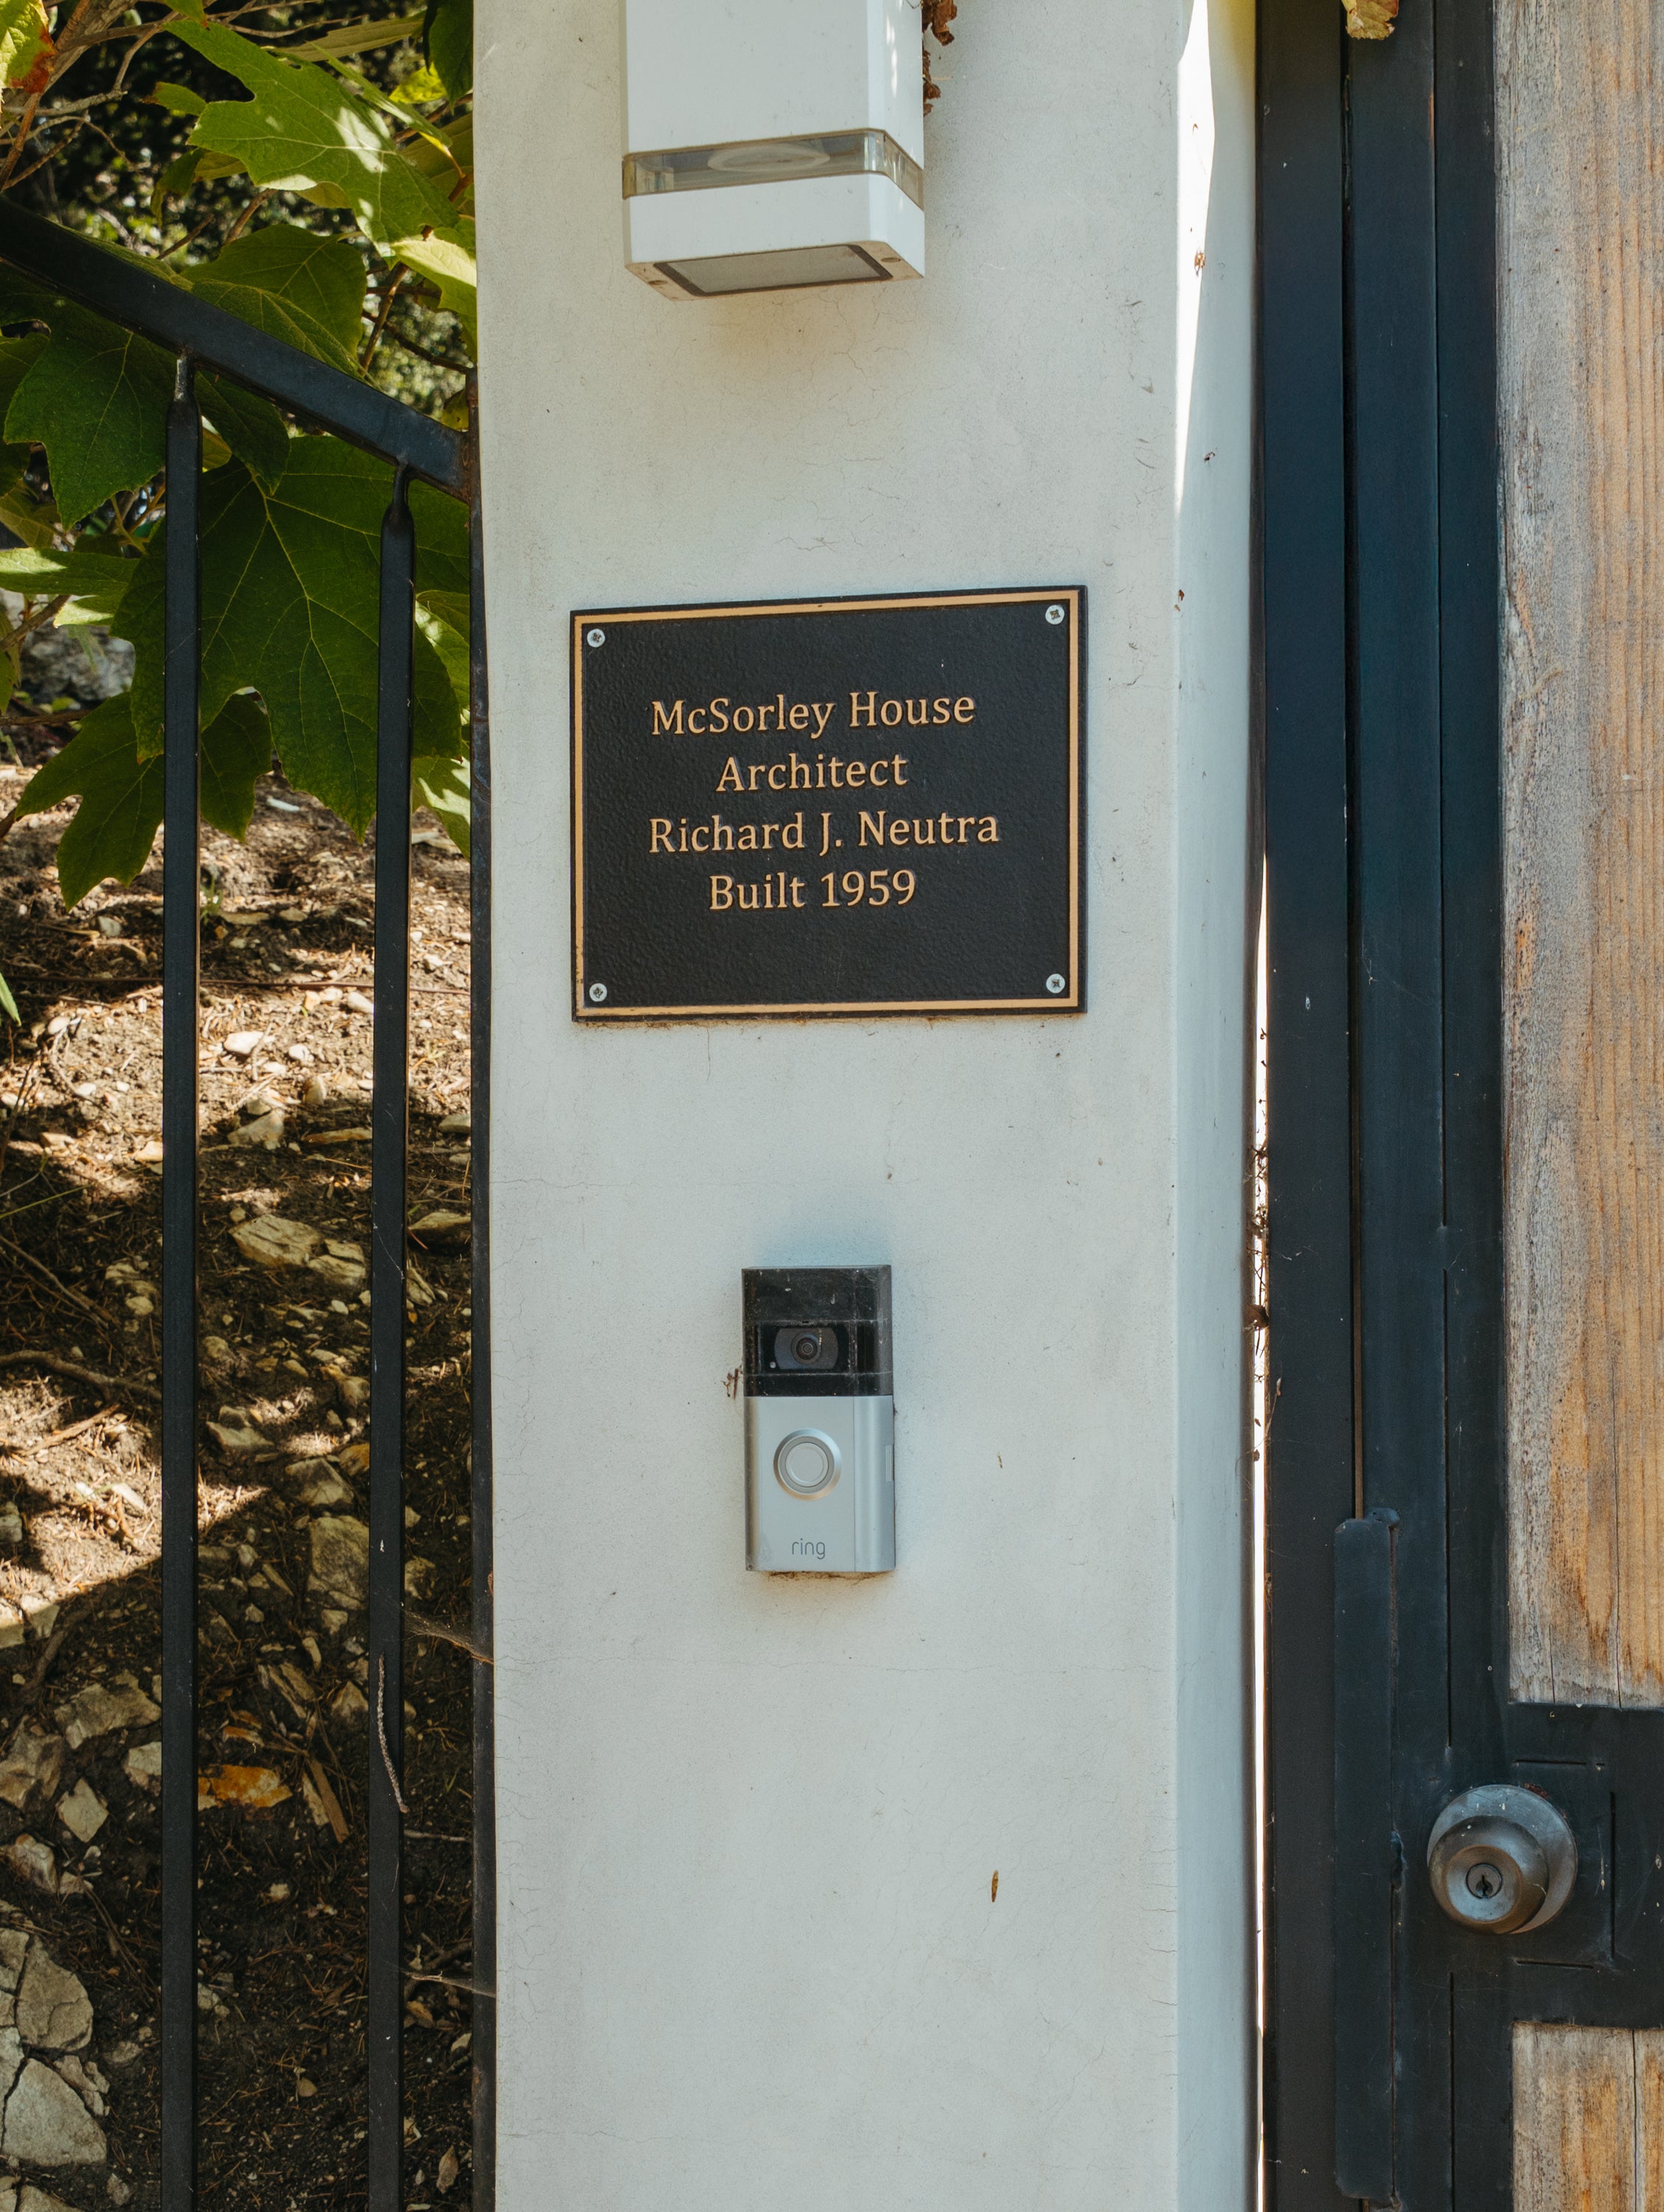 McSorley House
Architect
Richard J. Neutra
Built 1959
ring